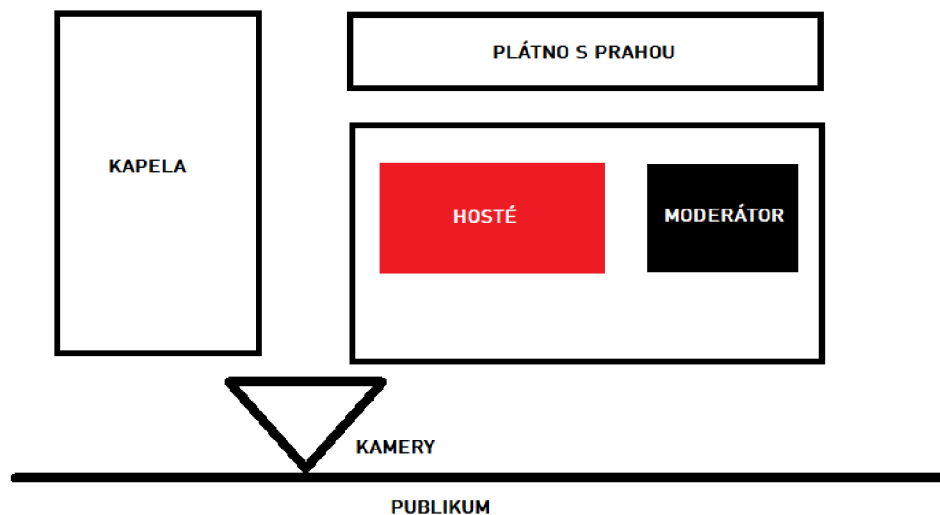 PLÁTNO S PRAHOU
KAPELA
HOSTÉ
MODERÁTOR
KAMERY
PUBLIKUM